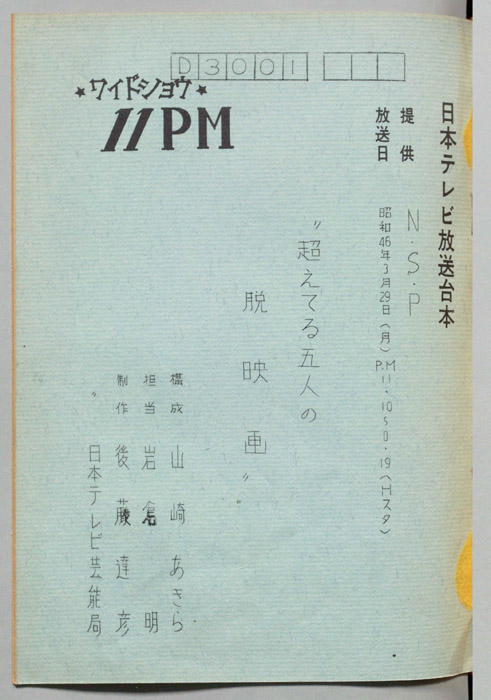 D3001
★ワイドショウ★
11PM
日本テレビ放送台本
提供 N.S.P
放送日 昭和46年3月29日(月)P.M11.10~0.19(Hスタ)
"超えてる五人の
脱映画"
構成 山崎あきら
担当 岩倉明
制作 後藤達彦
" 日本テレビ芸能局